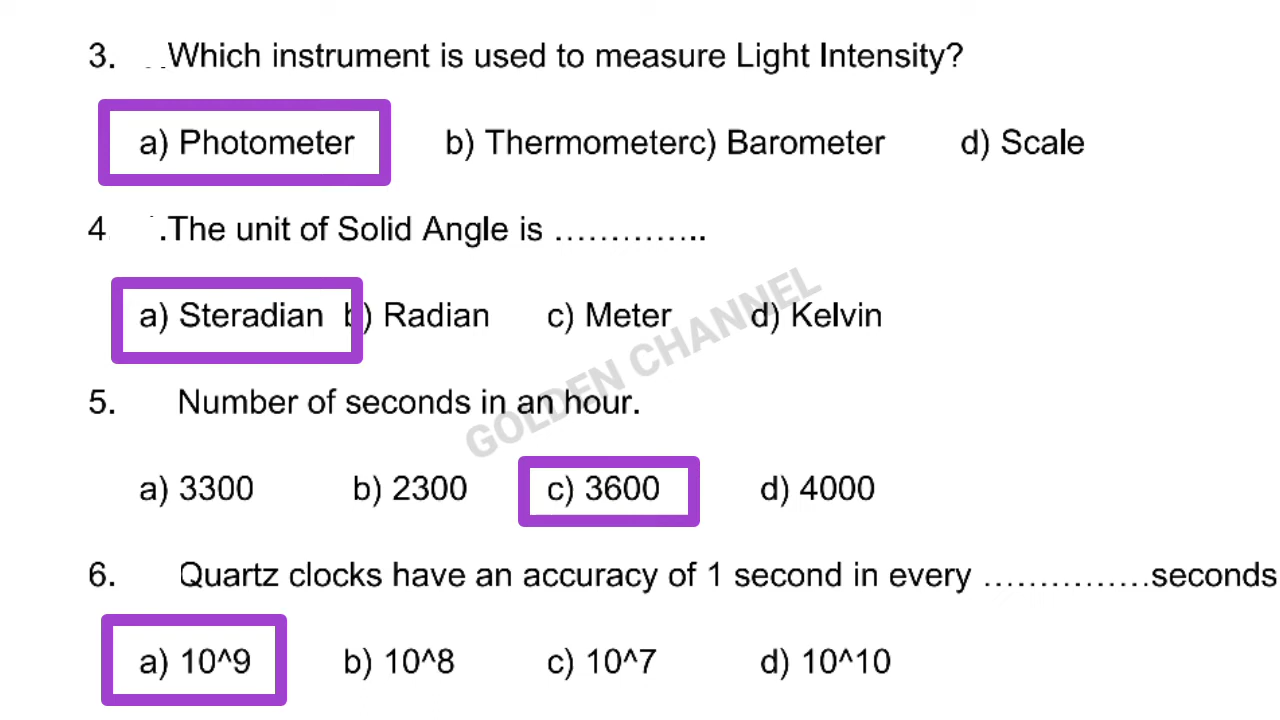 3. Which instrument is used to measure Light Intensity?
a) Photometer b) Thermometerc) Barometer d) Scale
4 .The unit of Solid Angle is …………..
a) Steradian b) Radian c) Meter d) Kelvin
GOLDEN CHANNEL
5. Number of seconds in an hour.
a) 3300 b) 2300 c) 3600 d) 4000
6. Quartz clocks have an accuracy of 1 second in every ……………seconds
a) 10^9 b) 10^8 c) 10^7 d) 10^10